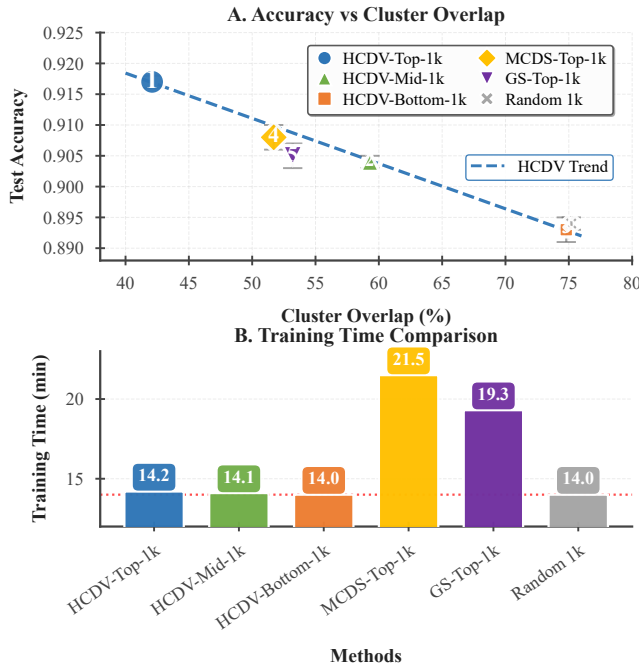 A. Accuracy vs Cluster Overlap
0.925
0.920
0.915
0.910
0.905
0.900
0.895
0.890
Test Accuracy
1
4
HCDV-Top-1k
HCDV-Mid-1k
HCDV-Bottom-1k
MCDS-Top-1k
GS-Top-1k
Random 1k
HCDV Trend
40 45 50 55 60 65 70 75 80
Cluster Overlap (%)
B. Training Time Comparison
Training Time (min)
20
15
14.2
14.1
14.0
21.5
19.3
14.0
HCDV-Top-1k
HCDV-Mid-1k
HCDV-Bottom-1k
MCDS-Top-1k
GS-Top-1k
Random 1k
Methods